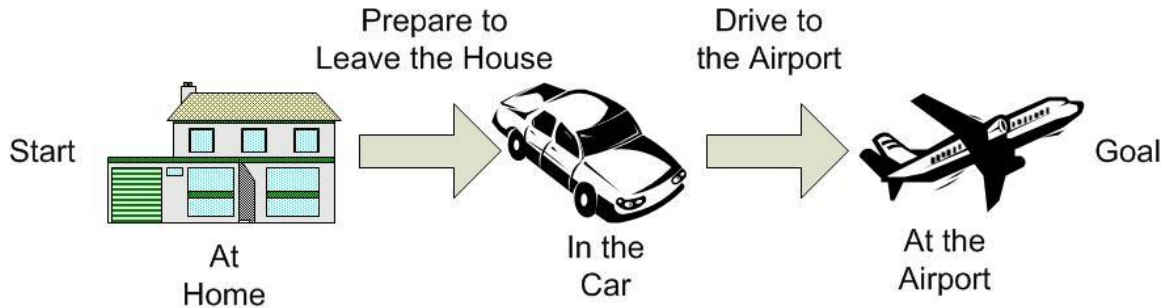 Prepare to
Leave the House
Drive to
the Airport
Start
Goal
At
Home
In the
Car
At the
Airport